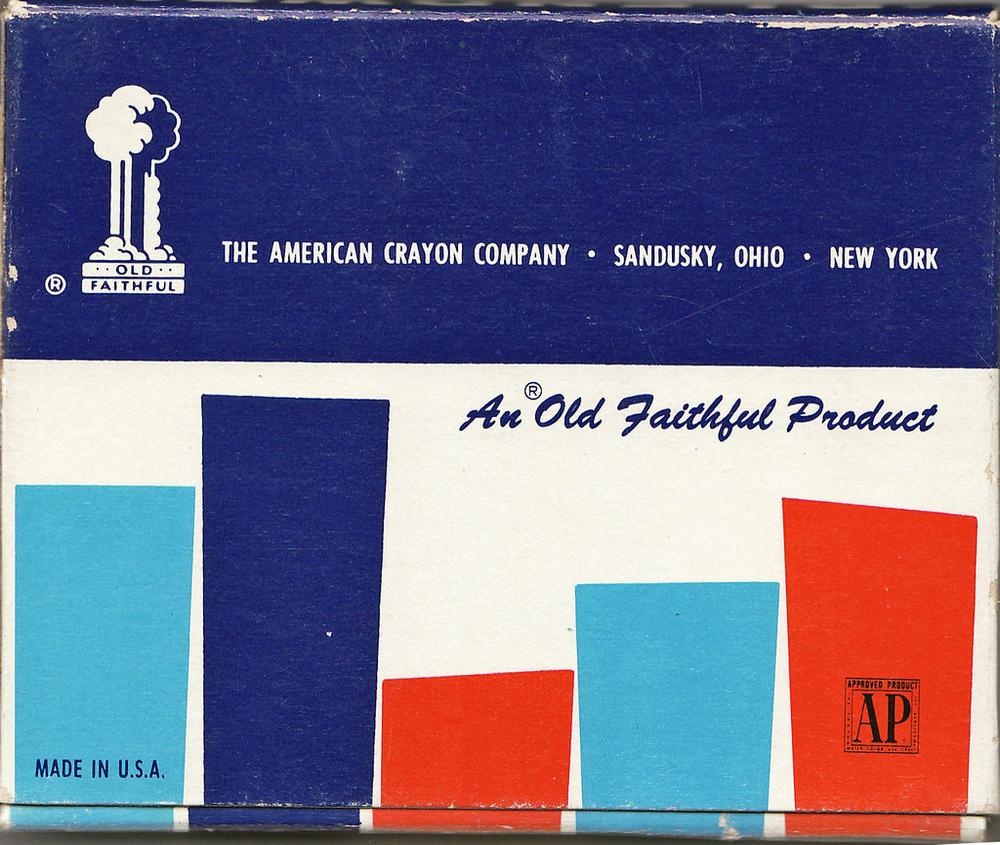 THE AMERICAN CRAYON COMPANY • SANDUSKY, OHIO • NEW YORK
··OLD··
® FAITHFUL
An ® Old Faithful Product
APPROVED PRODUCT
AP
MADE IN U.S.A.